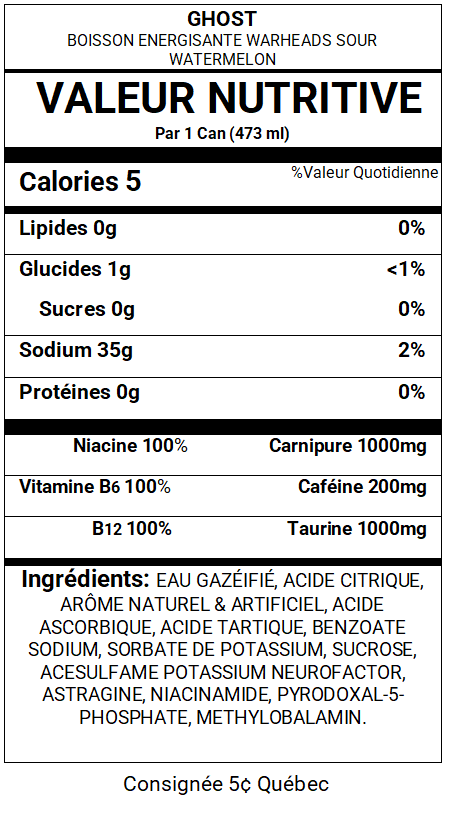 GHOST
BOISSON ENERGISANTE WARHEADS SOUR
WATERMELON
VALEUR NUTRITIVE
Par 1 Can (473 ml)
%Valeur Quotidienne
Calories 5
Lipides 0g 0%
Glucides 1g <1%
Sucres 0g 0%
Sodium 35g 2%
Protéines 0g 0%
Niacine 100% Carnipure 1000mg
Vitamine B6 100% Caféine 200mg
B12 100% Taurine 1000mg
Ingrédients: EAU GAZÉIFIÉ, ACIDE CITRIQUE,
ARÔME NATUREL & ARTIFICIEL, ACIDE
ASCORBIQUE, ACIDE TARTIQUE, BENZOATE
SODIUM, SORBATE DE POTASSIUM, SUCROSE,
ACESULFAME POTASSIUM NEUROFACTOR,
ASTRAGINE, NIACINAMIDE, PYRODOXAL-5-
PHOSPHATE, METHYLOBALAMIN.
Consignée 5¢ Québec